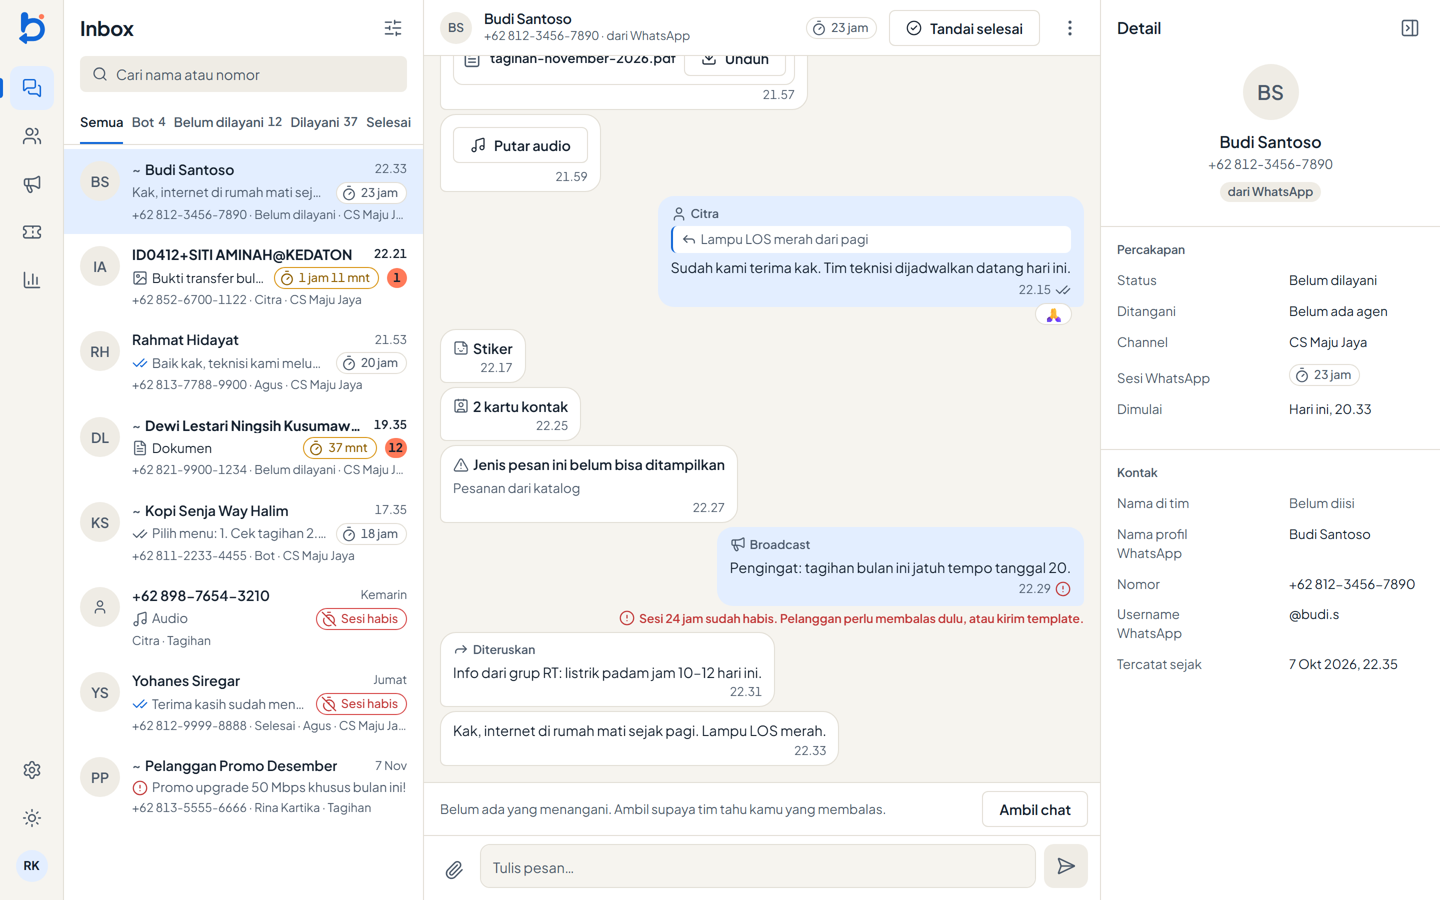 Inbox
Cari nama atau nomor
Semua Bot 4 Belum dilayani 12 Dilayani 37 Selesai
BS
~ Budi Santoso 22.33
Kak, internet di rumah mati sej... 23 jam
+62 812-3456-7890 · Belum dilayani · CS Maju J...
IA
ID0412+SITI AMINAH@KEDATON 22.21
Bukti transfer bul... 1 jam 11 mnt 1
+62 852-6700-1122 · Citra · CS Maju Jaya
RH
Rahmat Hidayat 21.53
Baik kak, teknisi kami melu... 20 jam
+62 813-7788-9900 · Agus · CS Maju Jaya
DL
~ Dewi Lestari Ningsih Kusumaw... 19.35
Dokumen 37 mnt 12
+62 821-9900-1234 · Belum dilayani · CS Maju J...
KS
~ Kopi Senja Way Halim 17.35
Pilih menu: 1. Cek tagihan 2.... 18 jam
+62 811-2233-4455 · Bot · CS Maju Jaya
+62 898-7654-3210 Kemarin
Audio Sesi habis
Citra · Tagihan
YS
Yohanes Siregar Jumat
Terima kasih sudah men... Sesi habis
+62 812-9999-8888 · Selesai · Agus · CS Maju Ja...
PP
~ Pelanggan Promo Desember 7 Nov
Promo upgrade 50 Mbps khusus bulan ini!
+62 813-5555-6666 · Rina Kartika · Tagihan
RK
BS
Budi Santoso
+62 812-3456-7890 · dari WhatsApp
23 jam
Tandai selesai
tagihan-november-2026.pdf Unduh
21.57
Putar audio
21.59
Citra
Lampu LOS merah dari pagi
Sudah kami terima kak. Tim teknisi dijadwalkan datang hari ini.
22.15
Stiker
22.17
2 kartu kontak
22.25
Jenis pesan ini belum bisa ditampilkan
Pesanan dari katalog
22.27
Broadcast
Pengingat: tagihan bulan ini jatuh tempo tanggal 20.
22.29
Sesi 24 jam sudah habis. Pelanggan perlu membalas dulu, atau kirim template.
Diteruskan
Info dari grup RT: listrik padam jam 10–12 hari ini.
22.31
Kak, internet di rumah mati sejak pagi. Lampu LOS merah.
22.33
Belum ada yang menangani. Ambil supaya tim tahu kamu yang membalas.
Ambil chat
Tulis pesan...
Detail
BS
Budi Santoso
+62 812-3456-7890
dari WhatsApp
Percakapan
Status Belum dilayani
Ditangani Belum ada agen
Channel CS Maju Jaya
Sesi WhatsApp 23 jam
Dimulai Hari ini, 20.33
Kontak
Nama di tim Belum diisi
Nama profil WhatsApp Budi Santoso
Nomor +62 812-3456-7890
Username WhatsApp @budi.s
Tercatat sejak 7 Okt 2026, 22.35